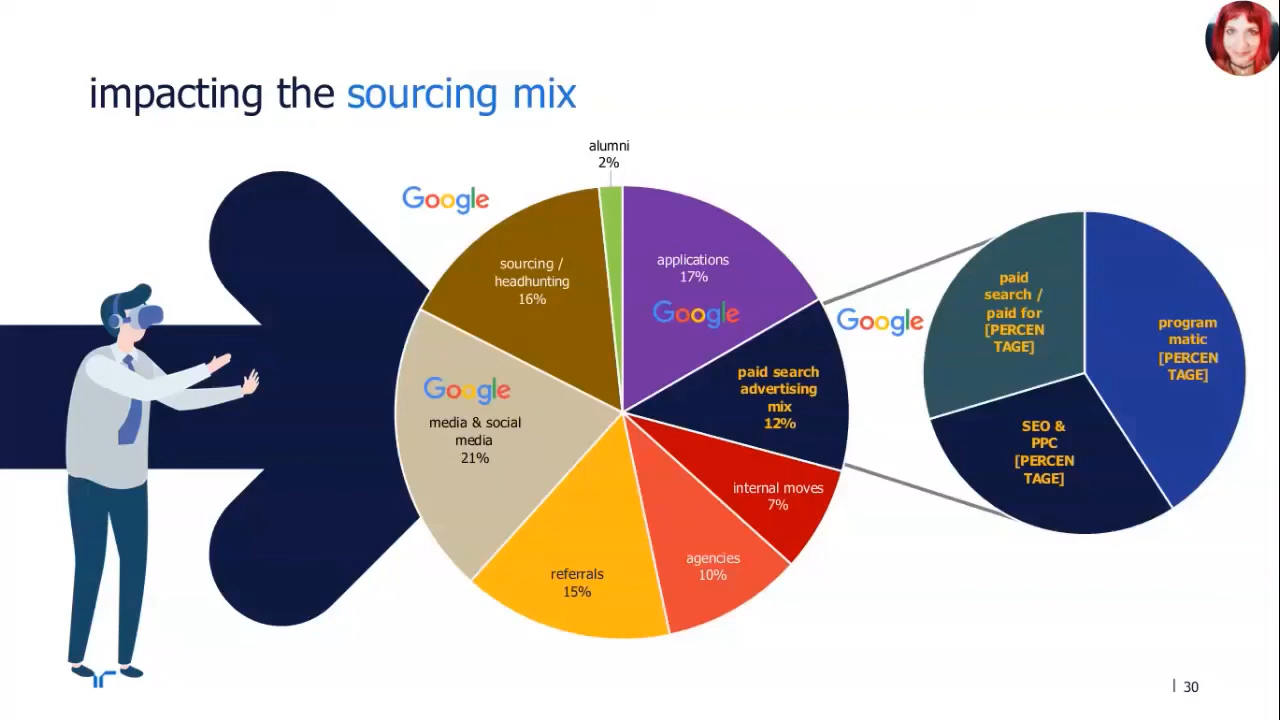 impacting the sourcing mix
alumni
2%
Google
sourcing /
headhunting
16%
applications
17%
Google
Google
paid
search /
paid for
[PERCEN
TAGE]
program
matic
[PERCEN
TAGE]
paid search
advertising
mix
12%
Google
media & social
media
21%
SEO &
PPC
[PERCEN
TAGE]
internal moves
7%
agencies
10%
referrals
15%
| 30